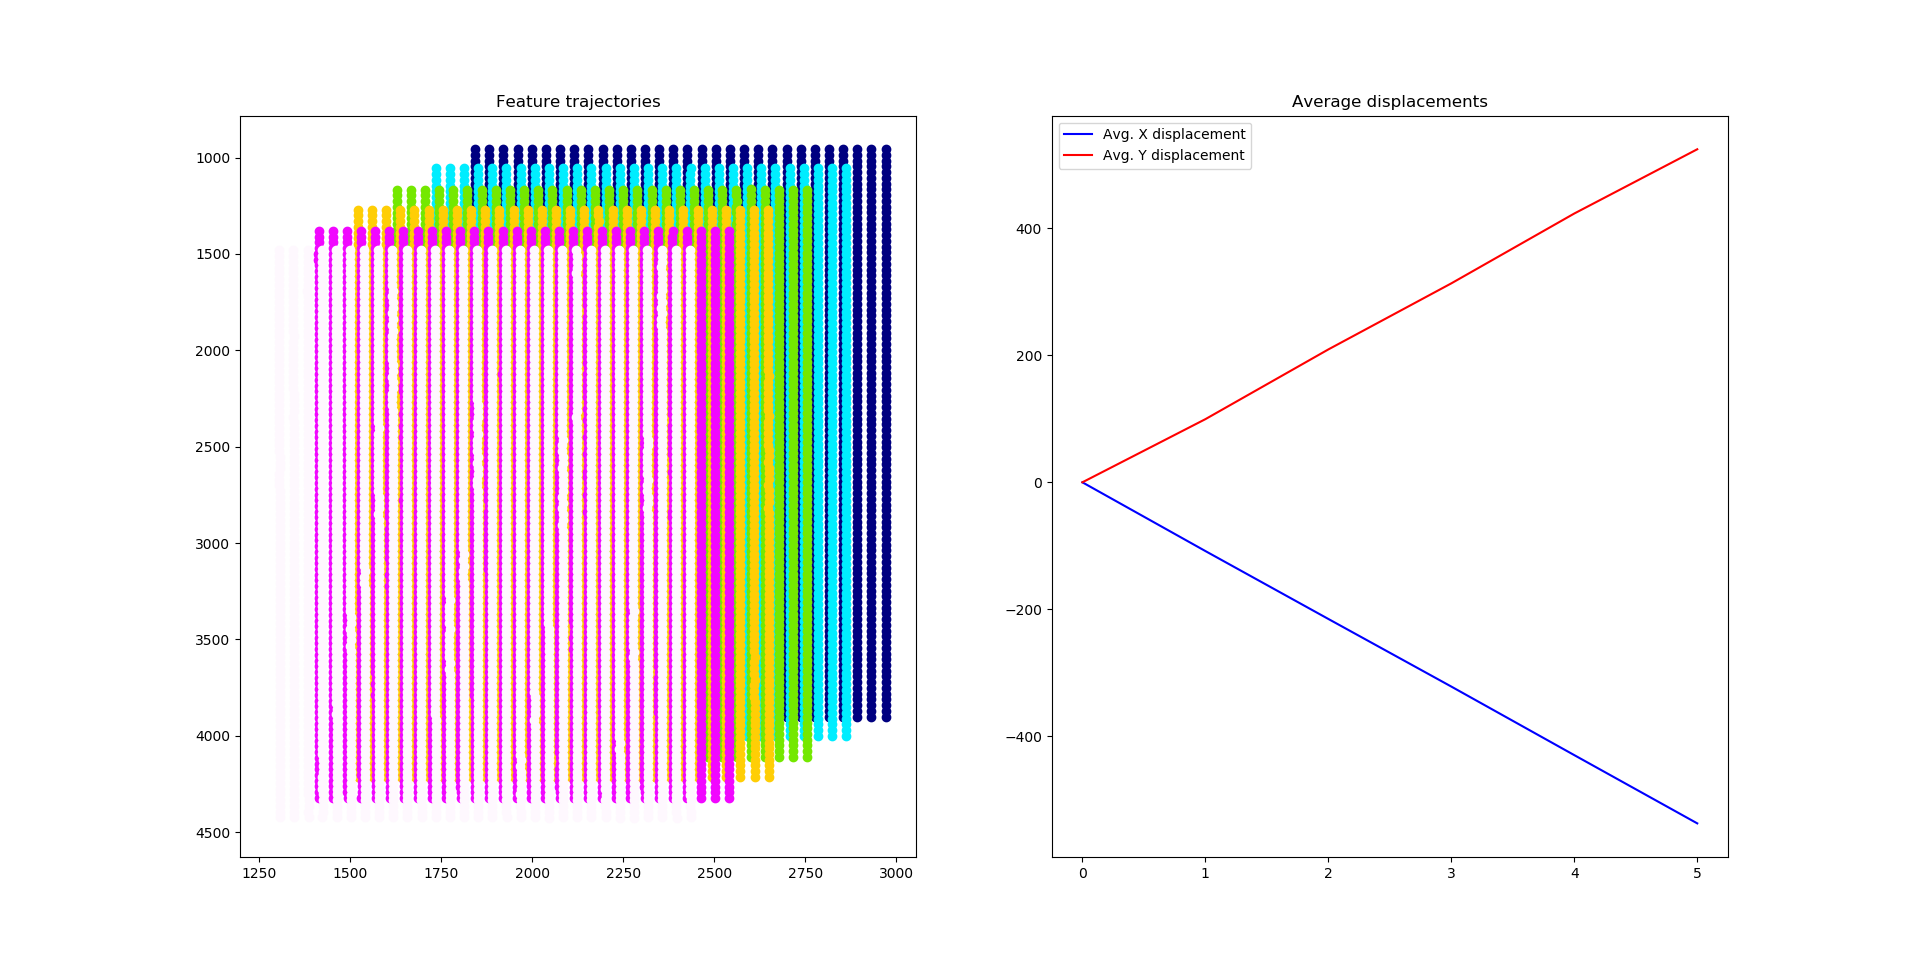 Feature trajectories
1000
1500
2000
2500
3000
3500
4000
4500
1250 1500 1750 2000 2250 2500 2750 3000
Average displacements
Avg. X displacement
Avg. Y displacement
400
200
0
−200
−400
0 1 2 3 4 5